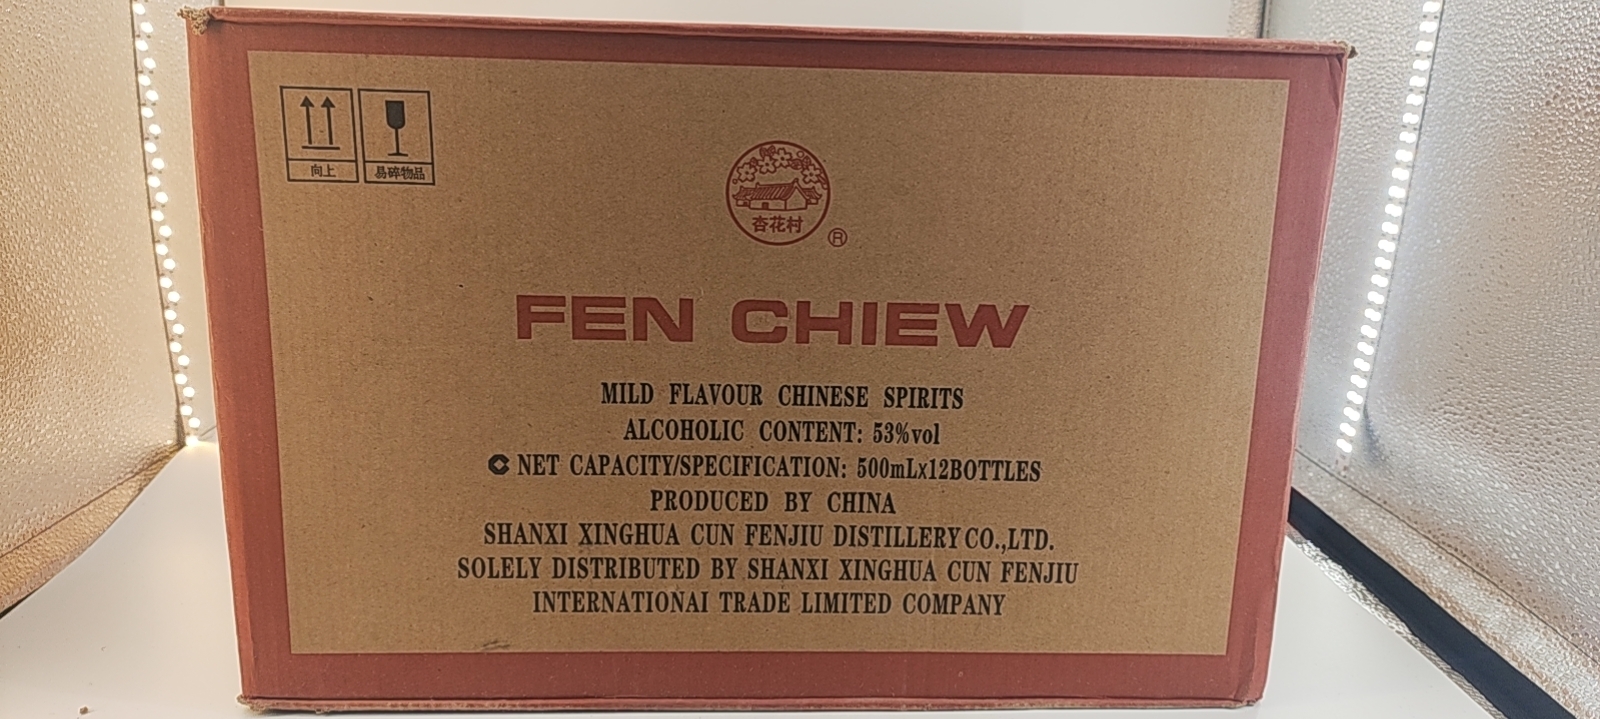 向上
易碎物品
杏花村
®
FEN CHIEW
MILD FLAVOUR CHINESE SPIRITS
ALCOHOLIC CONTENT: 53%vol
C NET CAPACITY/SPECIFICATION: 500mLx12BOTTLES
PRODUCED BY CHINA
SHANXI XINGHUA CUN FENJIU DISTILLERY CO.,LTD.
SOLELY DISTRIBUTED BY SHANXI XINGHUA CUN FENJIU
INTERNATIONAI TRADE LIMITED COMPANY